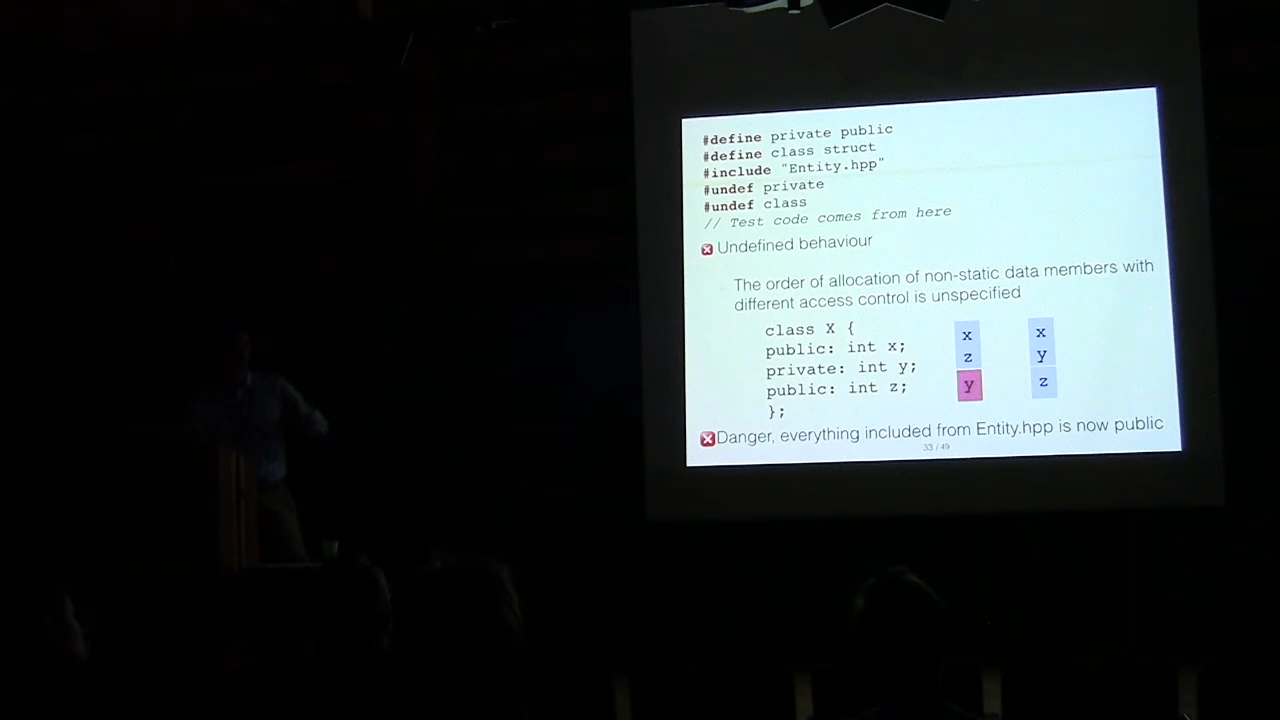 #define private public
#define class struct
#include "Entity.hpp"
#undef private
#undef class
// Test code comes from here
Undefined behaviour
The order of allocation of non-static data members with
different access control is unspecified
class X {
public: int x;
private: int y;
public: int z;
};
x
z
y
x
y
z
Danger, everything included from Entity.hpp is now public
33 / 49